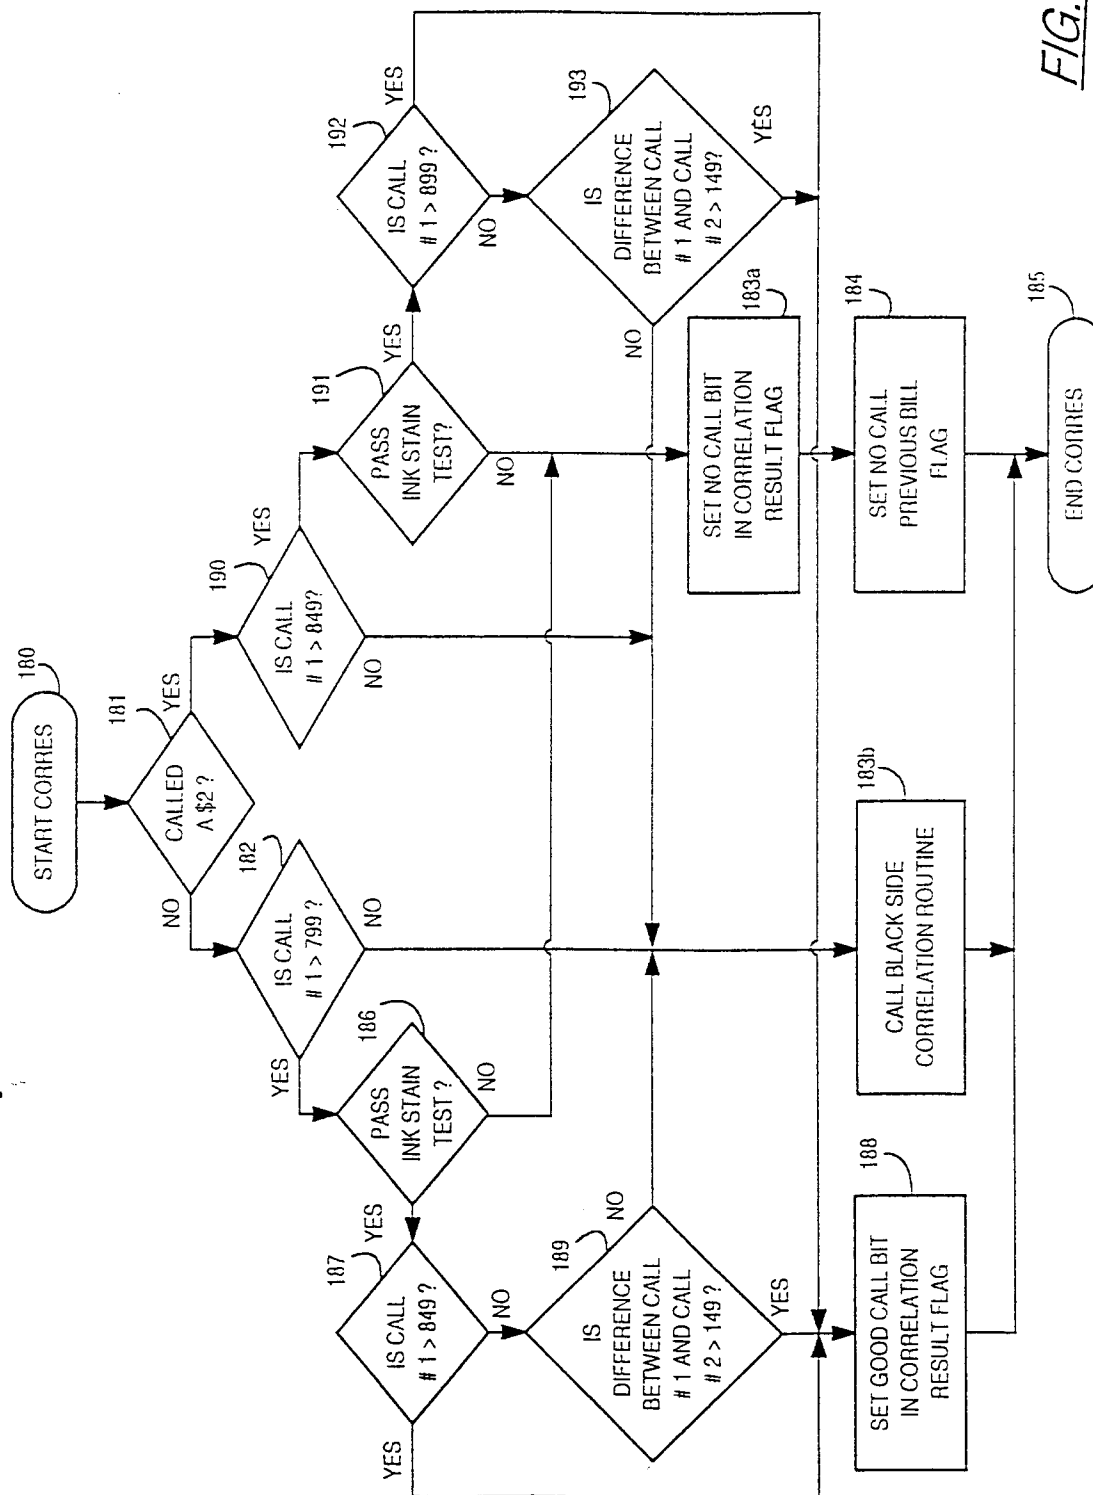 START CORRES
180
CALLED
A $2 ?
181
NO
YES
IS CALL
# 1 > 799 ?
182
YES
NO
IS CALL
# 1 > 849?
190
YES
NO
PASS
INK STAIN
TEST?
186
YES
NO
PASS
INK STAIN
TEST?
191
YES
NO
IS CALL
# 1 > 849 ?
187
YES
NO
IS CALL
# 1 > 899 ?
192
YES
NO
IS
DIFFERENCE
BETWEEN CALL
# 1 AND CALL
# 2 > 149 ?
189
NO
YES
IS
DIFFERENCE
BETWEEN CALL
# 1 AND CALL
# 2 > 149?
193
NO
YES
SET NO CALL BIT
IN CORRELATION
RESULT FLAG
183a
SET GOOD CALL BIT
IN CORRELATION
RESULT FLAG
188
CALL BLACK SIDE
CORRELATION ROUTINE
183b
SET NO CALL
PREVIOUS BILL
FLAG
184
END CORRES
185
FIG.